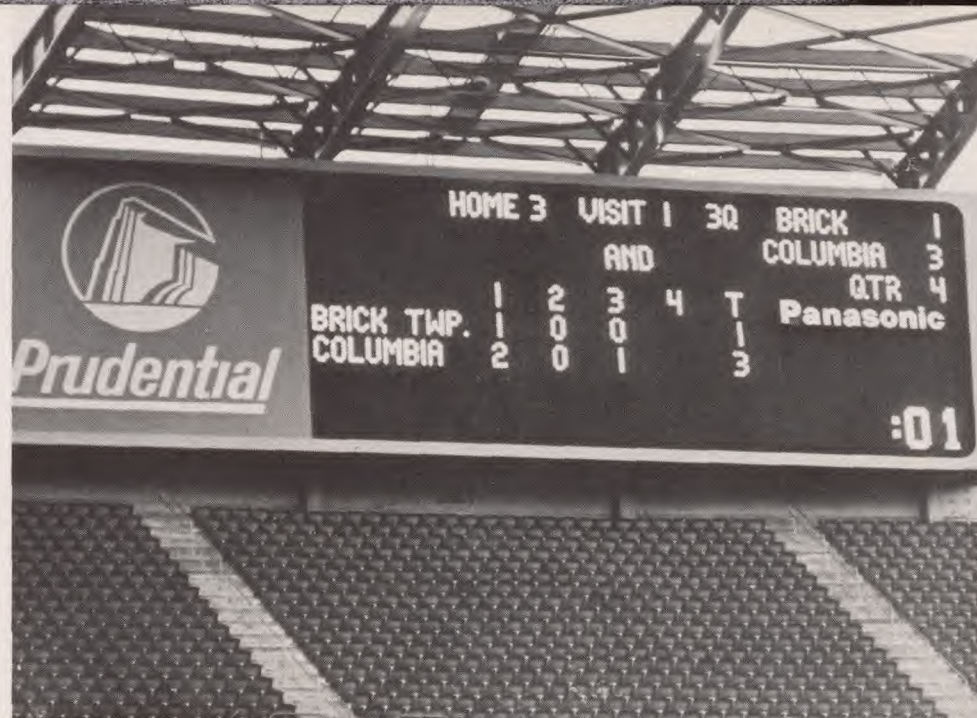 Prudential
HOME 3 VISIT 1 3Q BRICK 1
AND COLUMBIA 3
QTR 4
1 2 3 4 T Panasonic
BRICK TWP. 1 0 0 1
COLUMBIA 2 0 1 3
:01